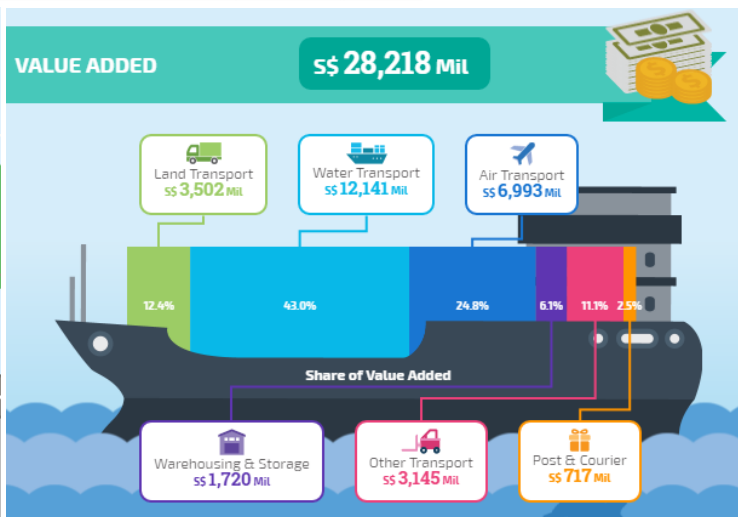 VALUE ADDED
S$ 28,218 Mil
Land Transport
S$ 3,502 Mil
Water Transport
S$ 12,141 Mil
Air Transport
S$ 6,993 Mil
12.4%
43.0%
24.8%
6.1%
11.1%
2.5%
Share of Value Added
Warehousing & Storage
S$ 1,720 Mil
Other Transport
S$ 3,145 Mil
Post & Courier
S$ 717 Mil